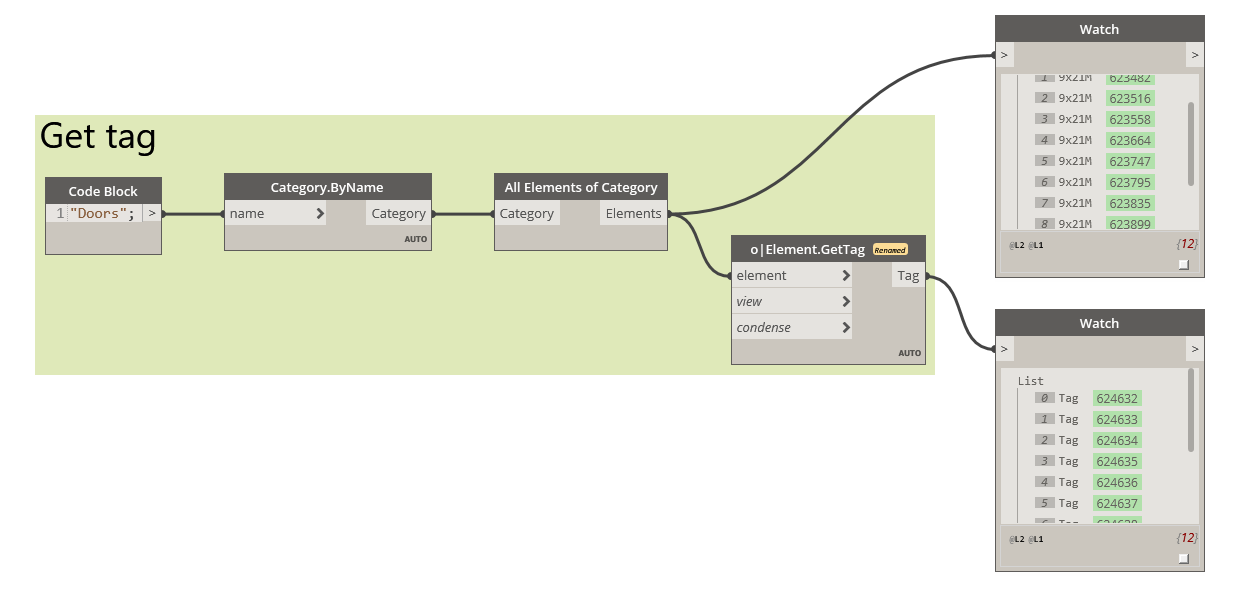 Get tag
Code Block
1 "Doors"; >
Category.ByName
name > Category
AUTO
All Elements of Category
Category Elements
o|Element.GetTag Renamed
element > Tag
view >
condense >
AUTO
Watch
> >
1 9x21M 623482
2 9x21M 623516
3 9x21M 623558
4 9x21M 623664
5 9x21M 623747
6 9x21M 623795
7 9x21M 623835
8 9x21M 623899
@L2 @L1 {12}
Watch
> >
List
0 Tag 624632
1 Tag 624633
2 Tag 624634
3 Tag 624635
4 Tag 624636
5 Tag 624637
Tag
@L2 @L1 {12}